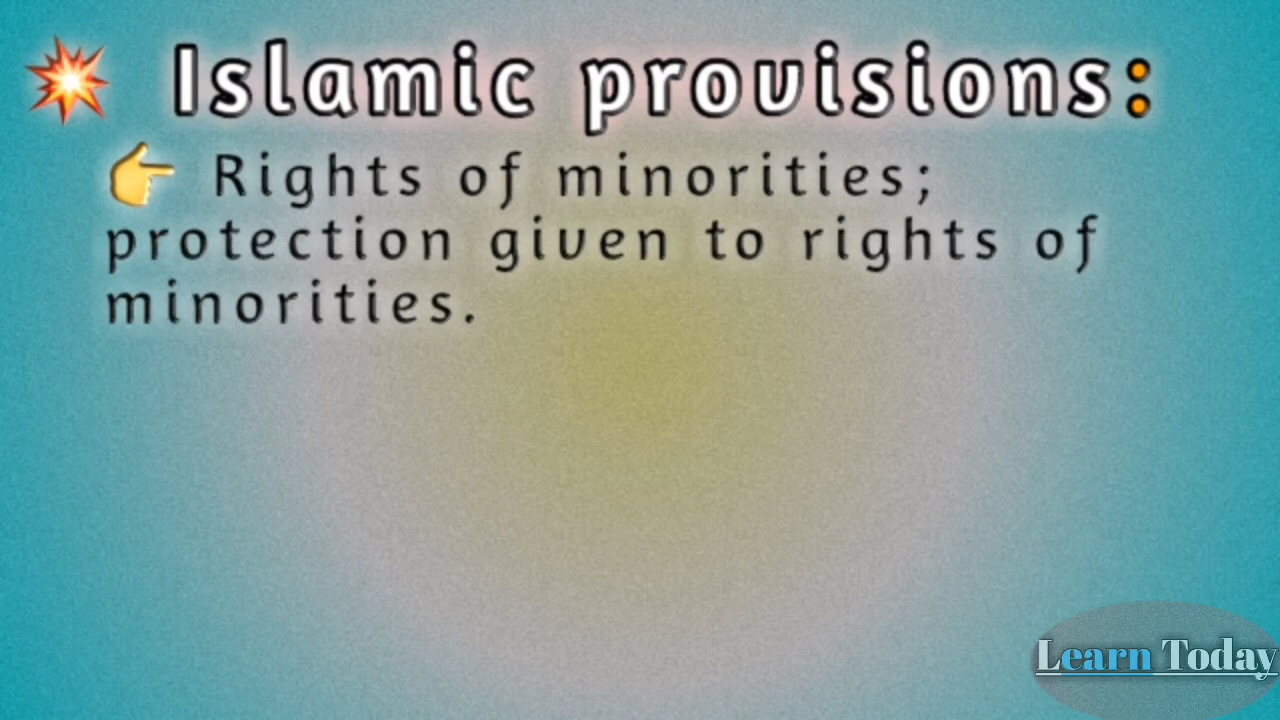 💥 Islamic provisions:
👉 Rights of minorities;
protection given to rights of
minorities.
Learn Today